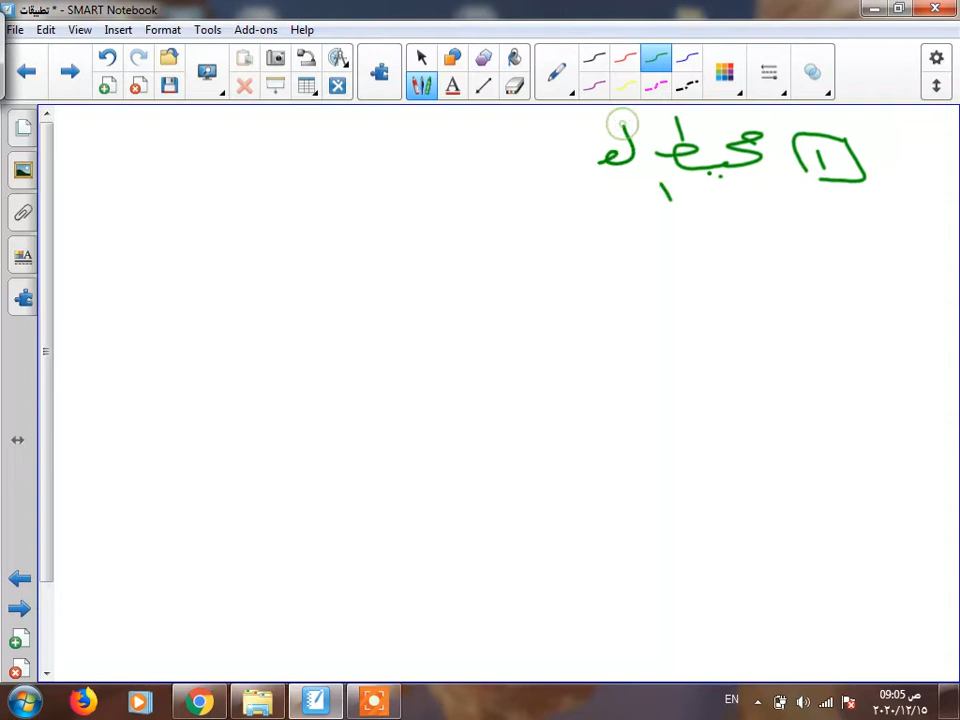 تطبيقات * - SMART Notebook
File Edit View Insert Format Tools Add-ons Help
١ محيط
EN
ص 09:05
٢٠٢٠/١٢/١٥